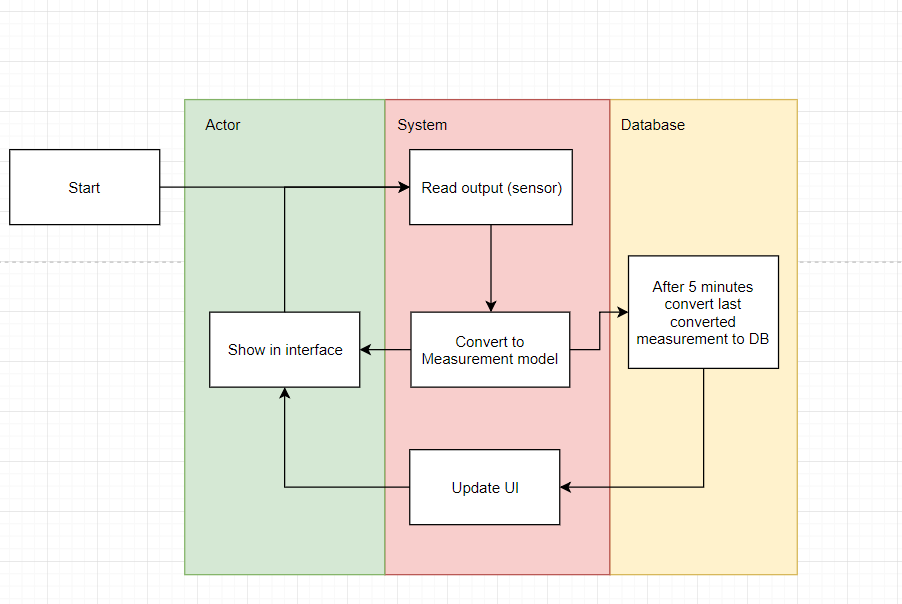 Actor
System
Database
Start
Read output (sensor)
After 5 minutes
convert last
converted
measurement to DB
Show in interface
Convert to
Measurement model
Update UI